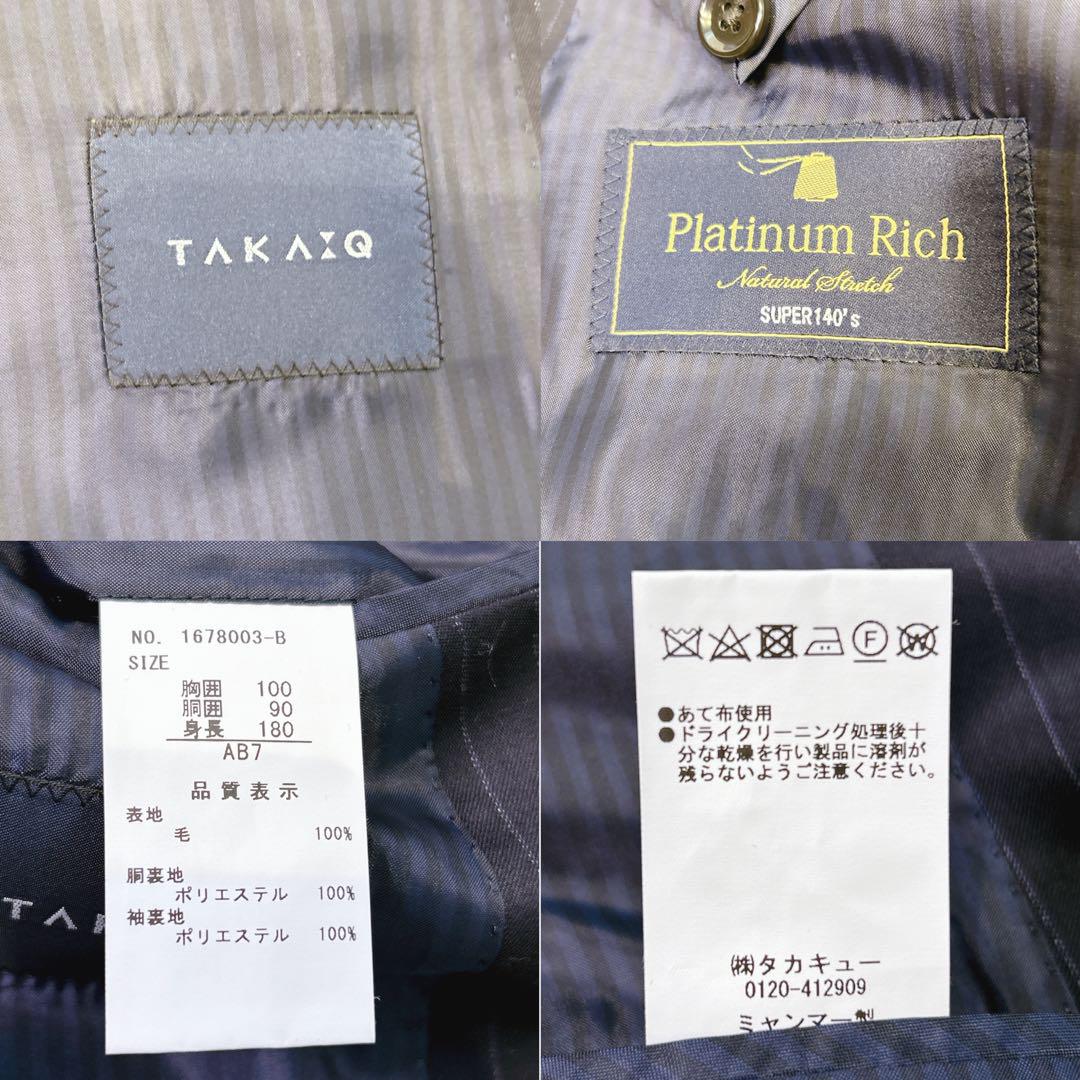 TAKAQ
Platinum Rich
Natural Stretch
SUPER140's
NO. 1678003-B
SIZE
胸囲 100
胴囲 90
身長 180
AB7
品質表示
表地
毛 100%
胴裏地
ポリエステル 100%
袖裏地
ポリエステル 100%
TAK
F
W
●あて布使用
●ドライクリーニング処理後十
分な乾燥を行い製品に溶剤が
残らないようご注意ください。
㈱タカキュー
0120-412909
ミャンマー製